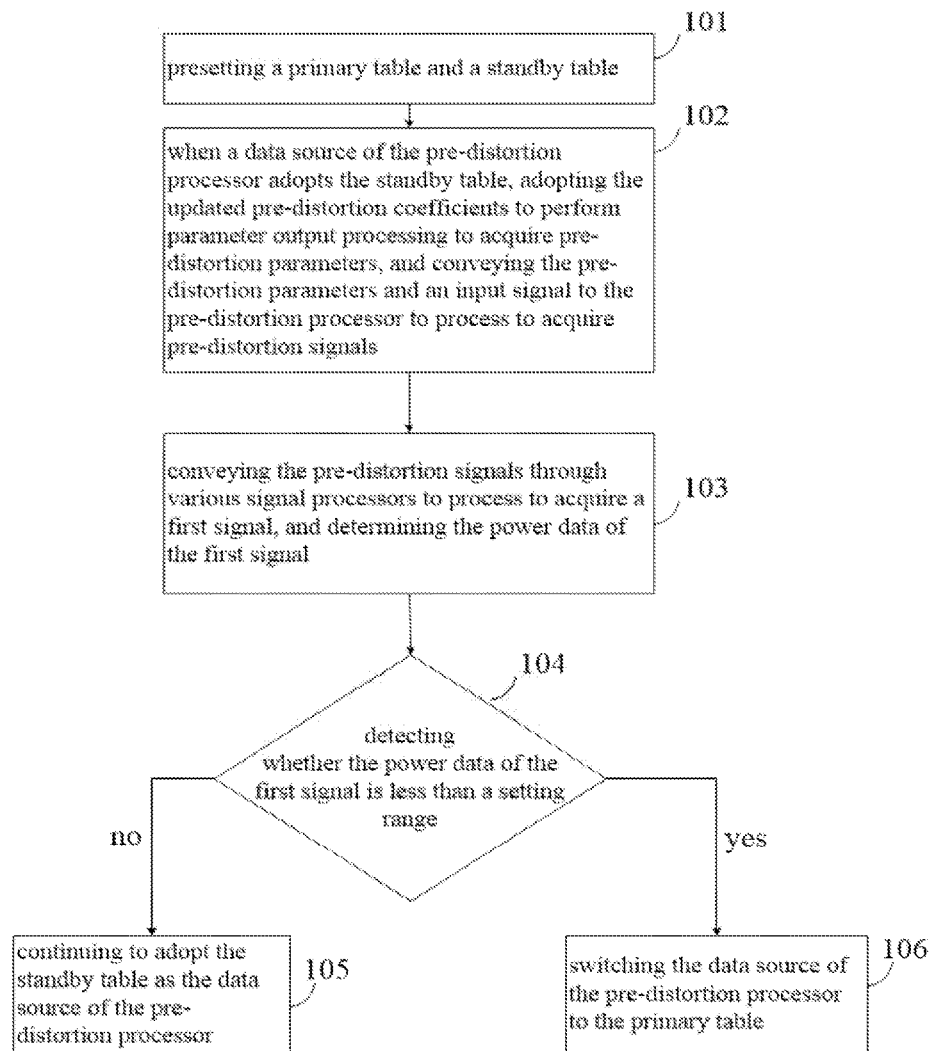 101
presetting a primary table and a standby table
102
when a data source of the pre-distortion
processor adopts the standby table, adopting the
updated pre-distortion coefficients to perform
parameter output processing to acquire pre-
distortion parameters, and conveying the pre-
distortion parameters and an input signal to the
pre-distortion processor to process to acquire
pre-distortion signals
conveying the pre-distortion signals through
various signal processors to process to acquire a
first signal, and determining the power data of
the first signal
103
104
detecting
whether the power data of the
first signal is less than a setting
range
no
yes
continuing to adopt the
standby table as the data
source of the pre-
distortion processor
105
switching the data source of
the pre-distortion processor
to the primary table
106